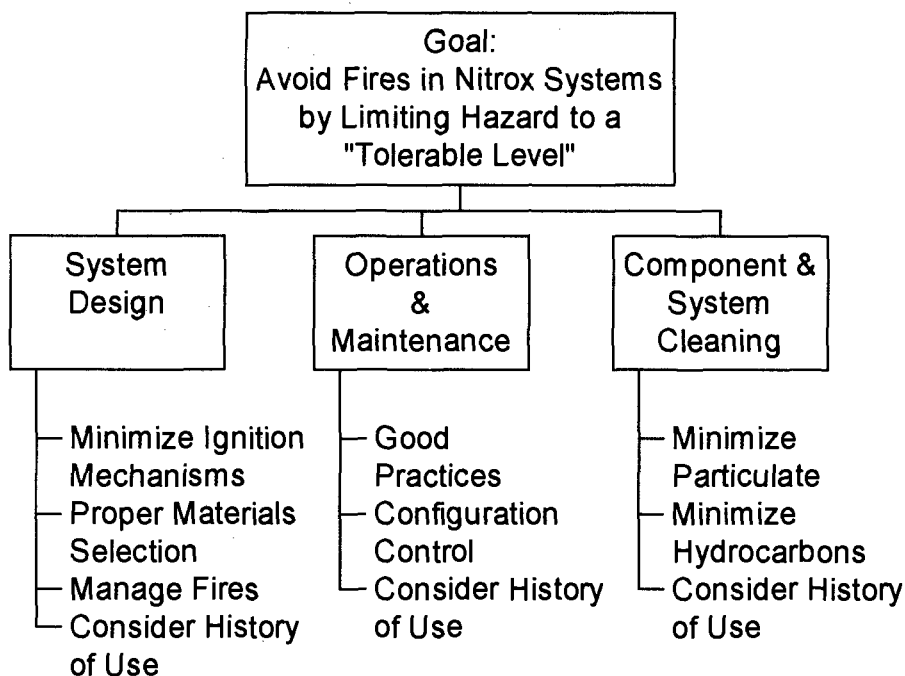 Goal:
Avoid Fires in Nitrox Systems
by Limiting Hazard to a
"Tolerable Level"
System
Design
Minimize Ignition
Mechanisms
Proper Materials
Selection
Manage Fires
Consider History
of Use
Operations
&
Maintenance
Good
Practices
Configuration
Control
Consider History
of Use
Component &
System
Cleaning
Minimize
Particulate
Minimize
Hydrocarbons
Consider History
of Use